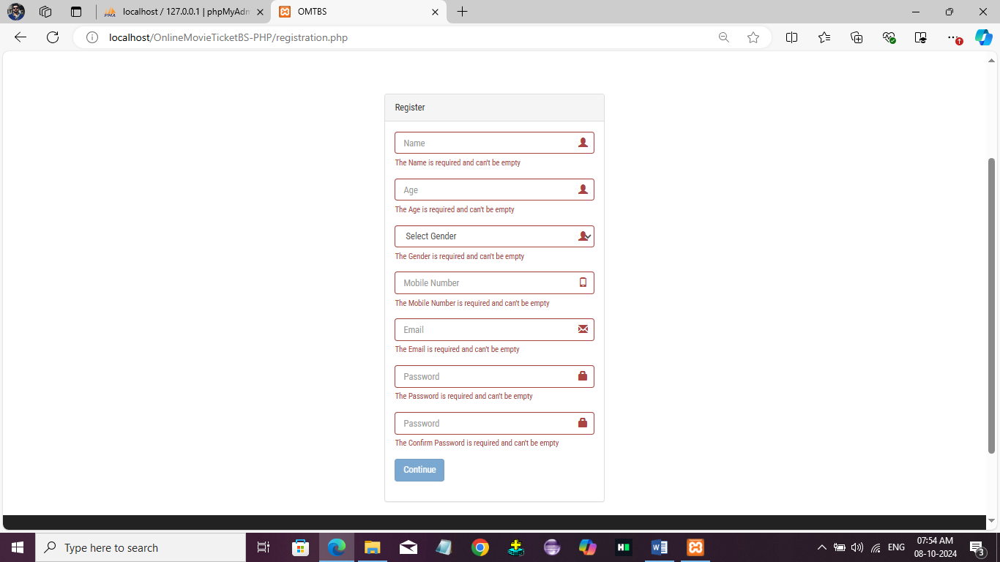 localhost / 127.0.0.1 | phpMyAdm
OMTBS
localhost/OnlineMovieTicketBS-PHP/registration.php
Register
Name
The Name is required and can't be empty
Age
The Age is required and can't be empty
Select Gender
The Gender is required and can't be empty
Mobile Number
The Mobile Number is required and can't be empty
Email
The Email is required and can't be empty
Password
The Password is required and can't be empty
Password
The Confirm Password is required and can't be empty
Continue
Type here to search
ENG
07:54 AM
08-10-2024
3